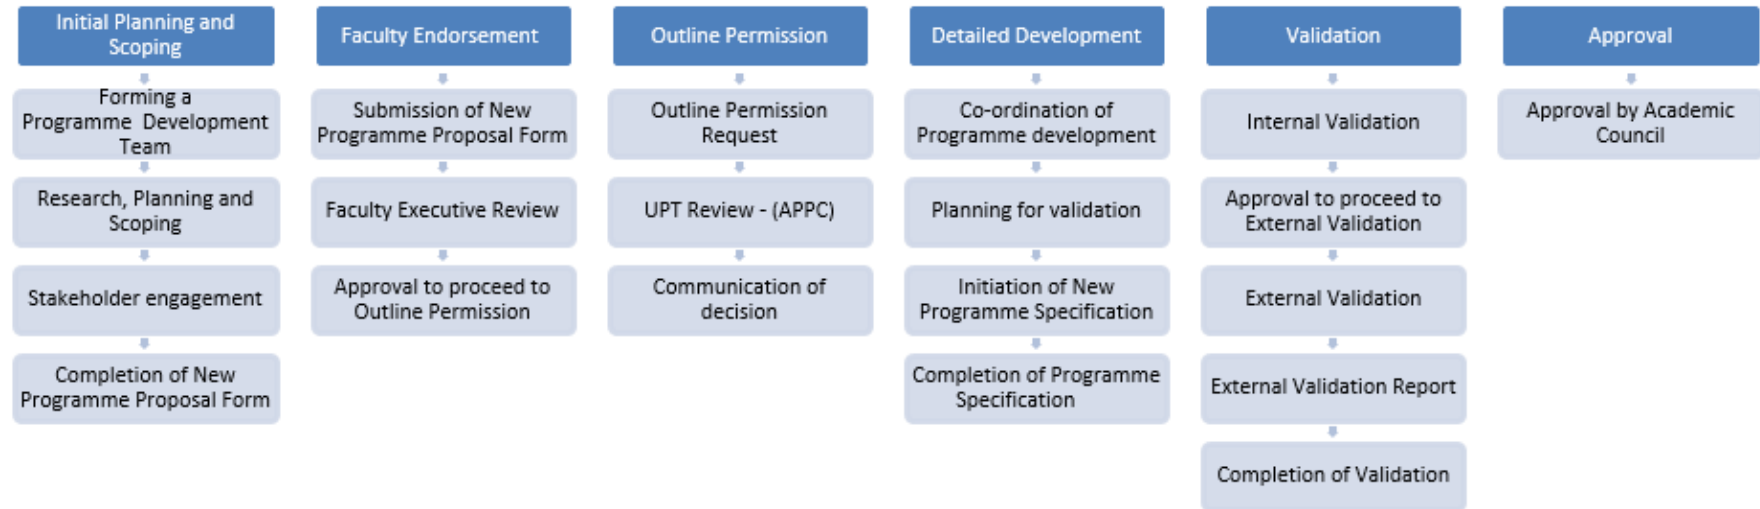 Initial Planning and
Scoping
Forming a
Programme Development
Team
Research, Planning and
Scoping
Stakeholder engagement
Completion of New
Programme Proposal Form
Faculty Endorsement
Submission of New
Programme Proposal Form
Faculty Executive Review
Approval to proceed to
Outline Permission
Outline Permission
Outline Permission
Request
UPT Review - (APPC)
Communication of
decision
Detailed Development
Co-ordination of
Programme development
Planning for validation
Initiation of New
Programme Specification
Completion of Programme
Specification
Validation
Internal Validation
Approval to proceed to
External Validation
External Validation
External Validation Report
Completion of Validation
Approval
Approval by Academic
Council